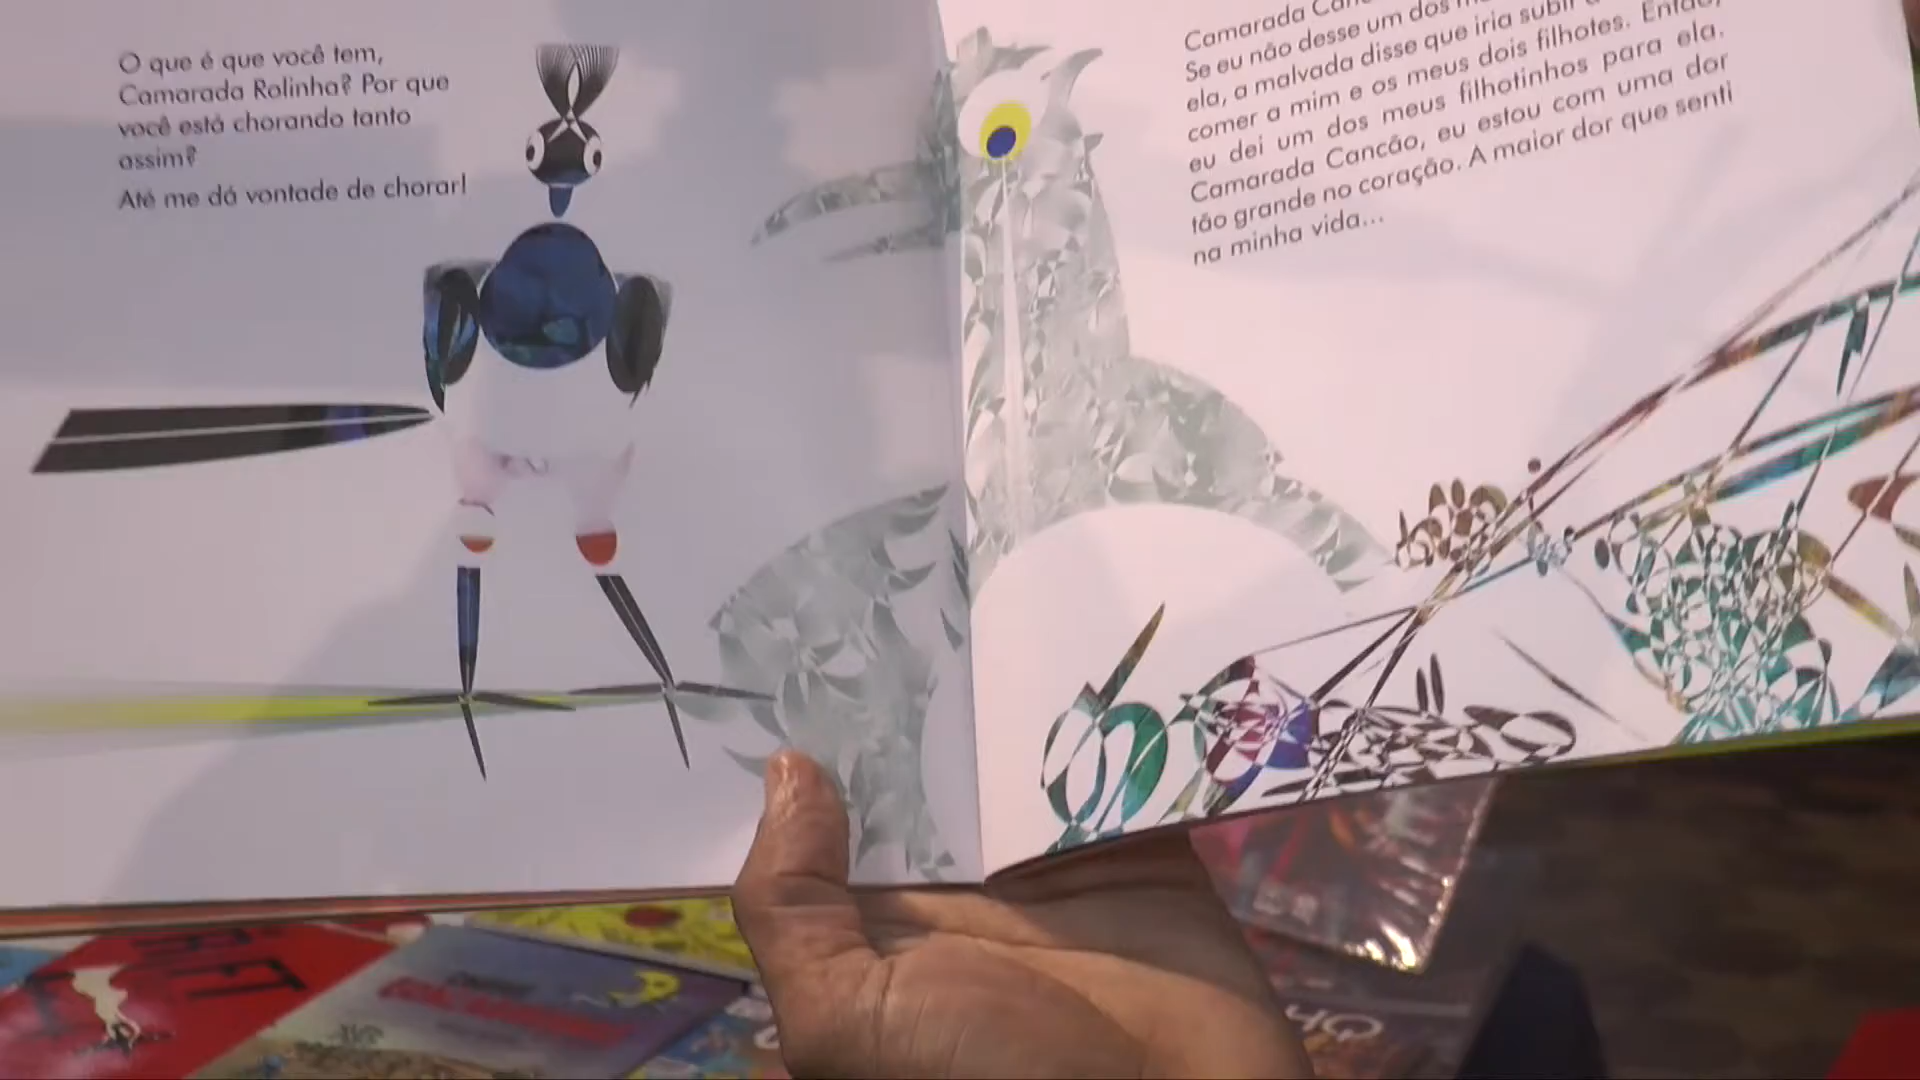 O que é que você tem,
Camarada Rolinha? Por que
você está chorando tanto
assim?
Até me dá vontade de chorar!
Camarada
Se eu não desse um dos
ela, a malvada disse que iria subir
comer a mim e os meus dois filhotes. Então,
eu dei um dos meus filhotinhos para ela.
Camarada Cancão, eu estou com uma dor
tão grande no coração. A maior dor que senti
na minha vida...